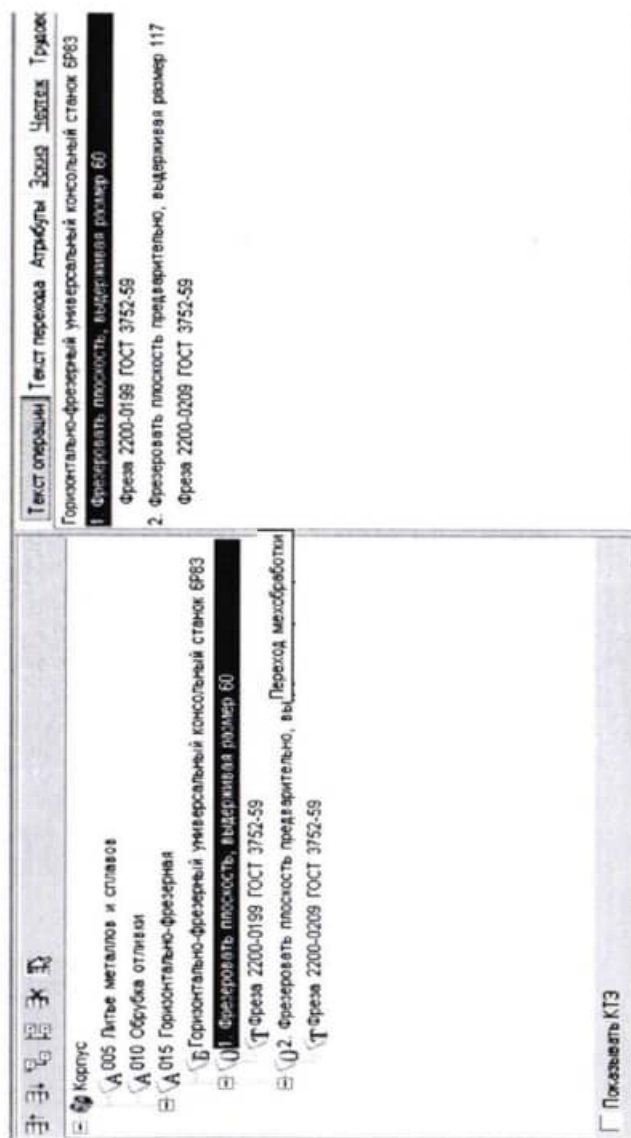 Корпус
А 005 Литье металлов и сплавов
А 010 Обрубка отливки
А 015 Горизонтально-фрезерная
Б Горизонтально-фрезерный универсальный консольный станок 6Р83
О 1. Фрезеровать плоскость, выдерживая размер 60
Т Фреза 2200-0199 ГОСТ 3752-59
О 2. Фрезеровать плоскость предварительно, вы
Переход мехобработки
Т Фреза 2200-0209 ГОСТ 3752-59
Показывать КТЭ
Текст операции Текст перехода Атрибуты Эскиз Чертеж Трудов
Горизонтально-фрезерный универсальный консольный станок 6Р83
1. Фрезеровать плоскость, выдерживая размер 60
Фреза 2200-0199 ГОСТ 3752-59
2. Фрезеровать плоскость предварительно, выдерживая размер 117
Фреза 2200-0209 ГОСТ 3752-59